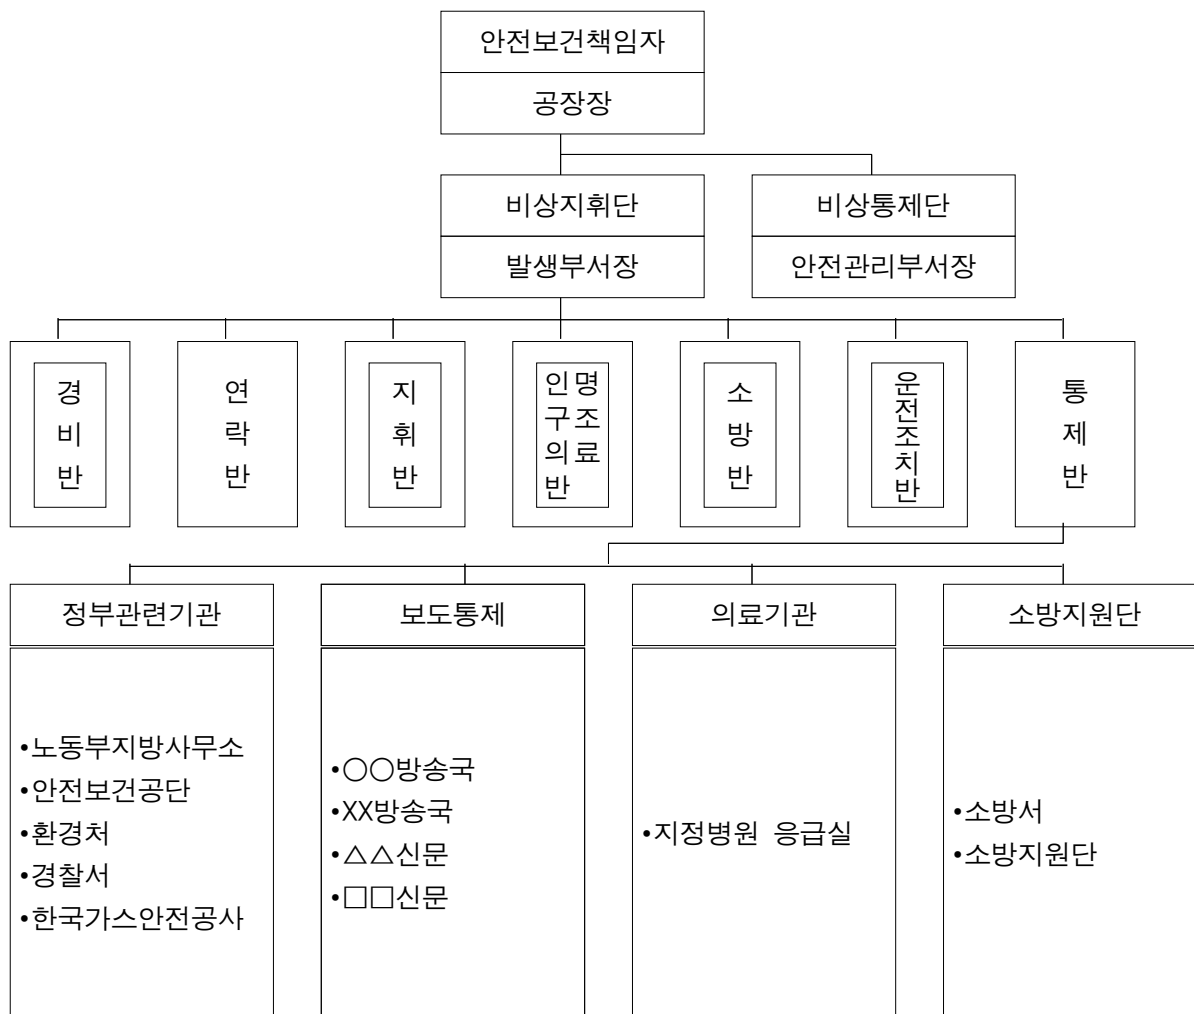 안전보건책임자
공장장
비상지휘단
비상통제단
발생부서장
안전관리부서장
경비반
연락반
지휘반
인명구조의료반
소방반
운전조치반
통제반
정부관련기관
보도통제
의료기관
소방지원단
•노동부지방사무소
•안전보건공단
•환경처
•경찰서
•한국가스안전공사
•○○방송국
•XX방송국
•△△신문
•□□신문
•지정병원 응급실
•소방서
•소방지원단